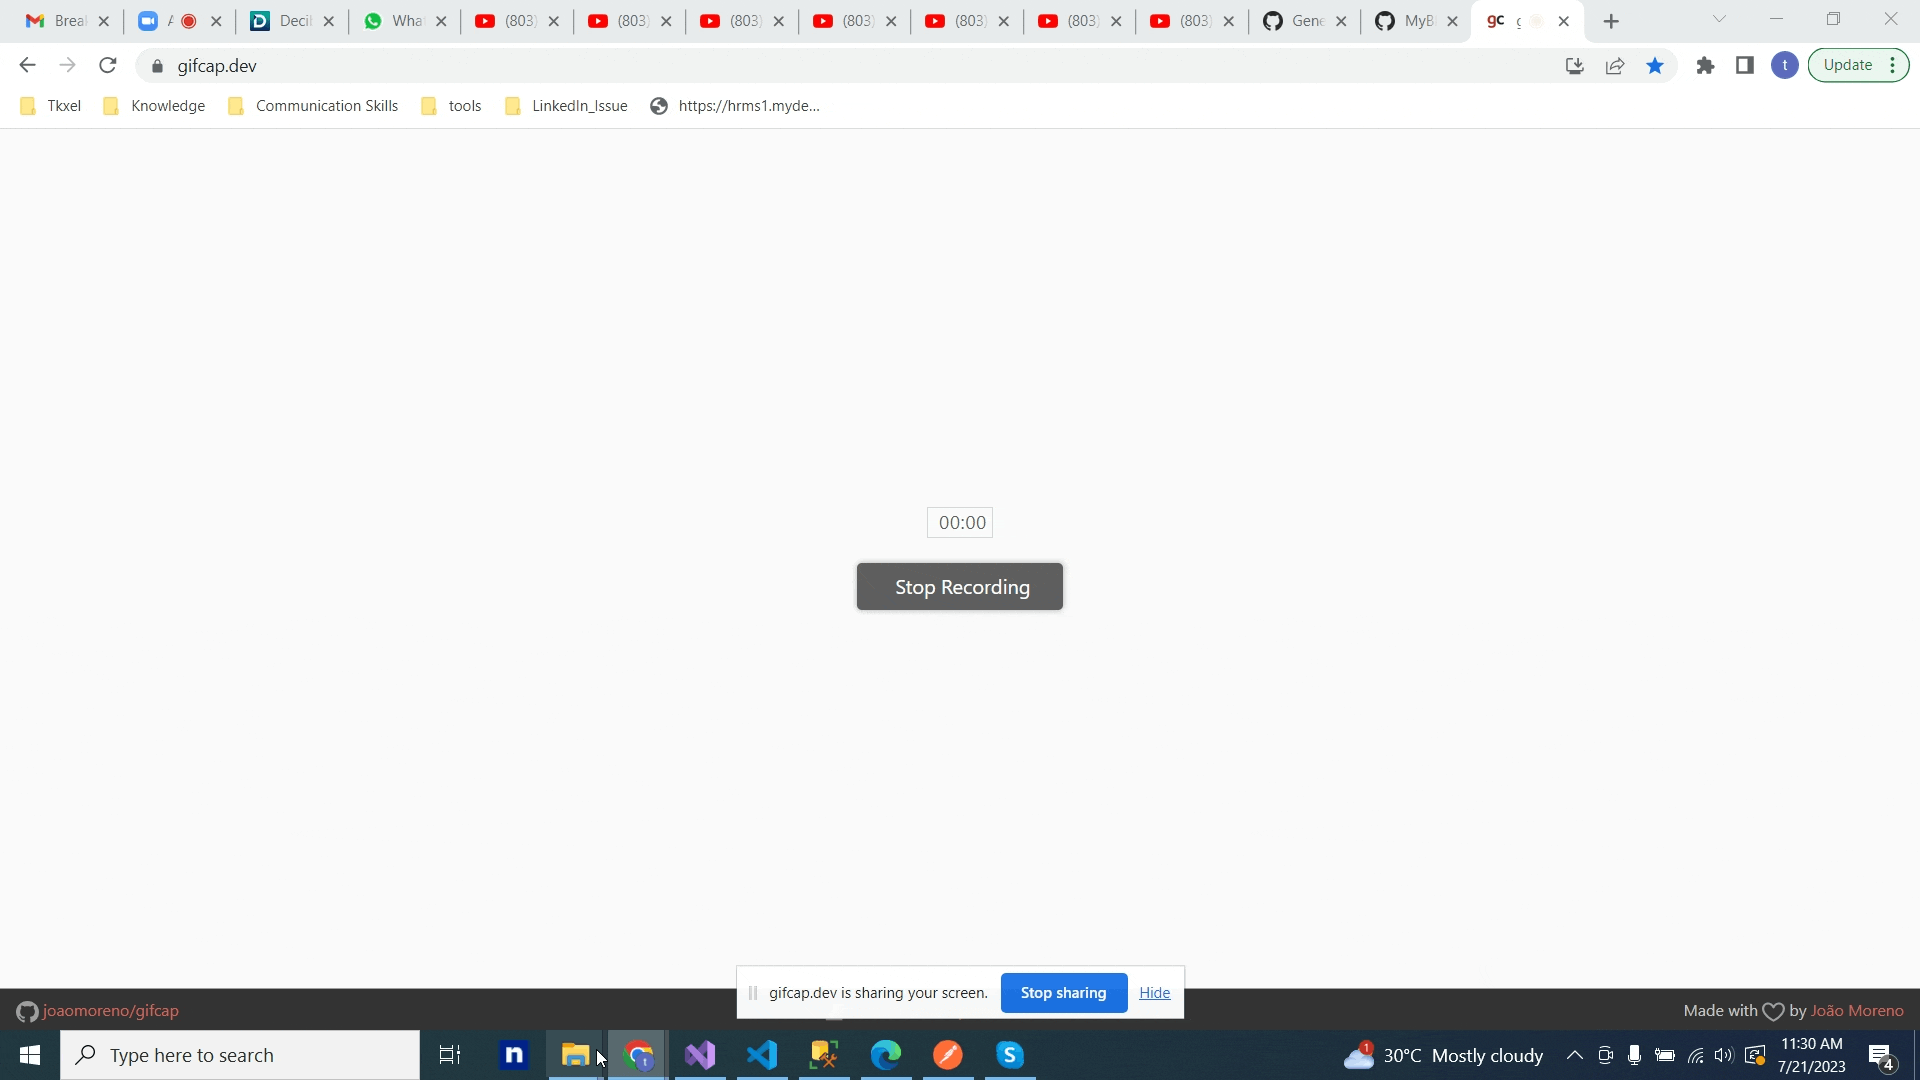 Brea
Decil
What
(803)
(803)
(803)
(803)
(803)
(803)
(803)
Gene
MyB
gc
gifcap.dev
t
Update
Tkxel
Knowledge
Communication Skills
tools
LinkedIn_Issue
https://hrms1.myde...
00:00
Stop Recording
gifcap.dev is sharing your screen.
Stop sharing
Hide
joaomoreno/gifcap
Made with by João Moreno
Type here to search
1
30°C Mostly cloudy
11:30 AM
7/21/2023
4